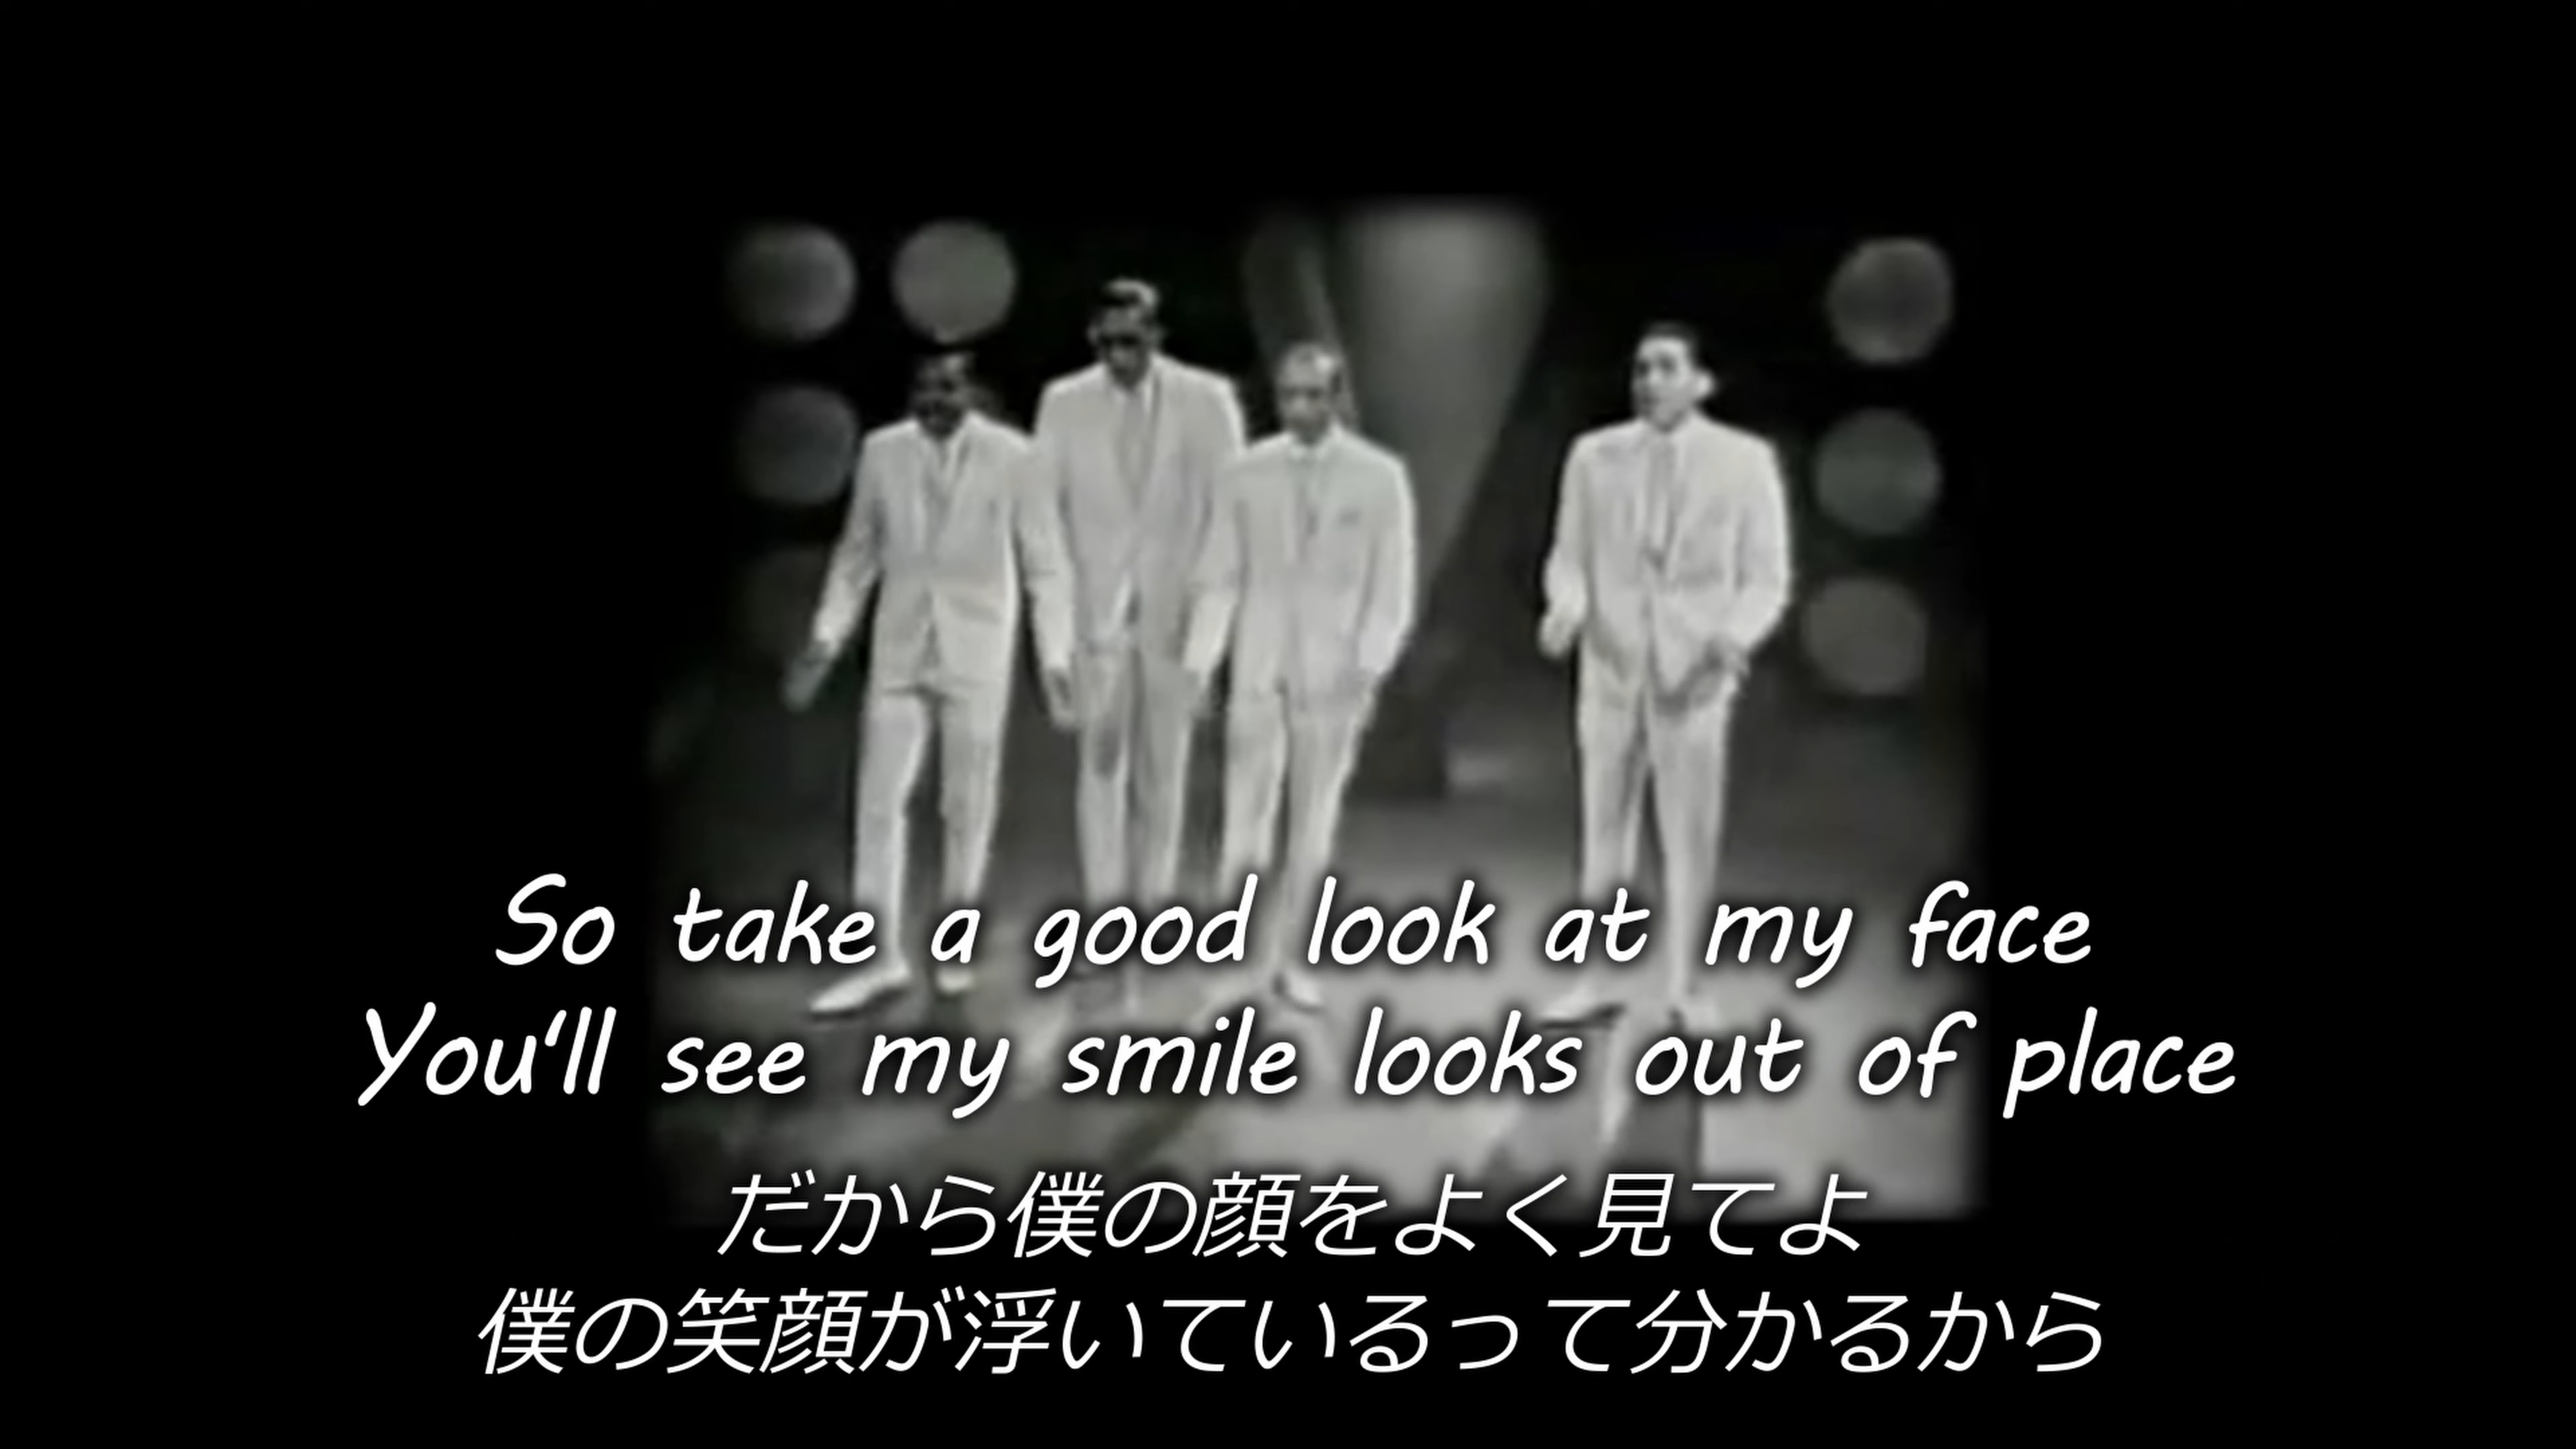 So take a good look at my face
You'll see my smile looks out of place
だから僕の顔をよく見てよ
僕の笑顔が浮いているって分かるから